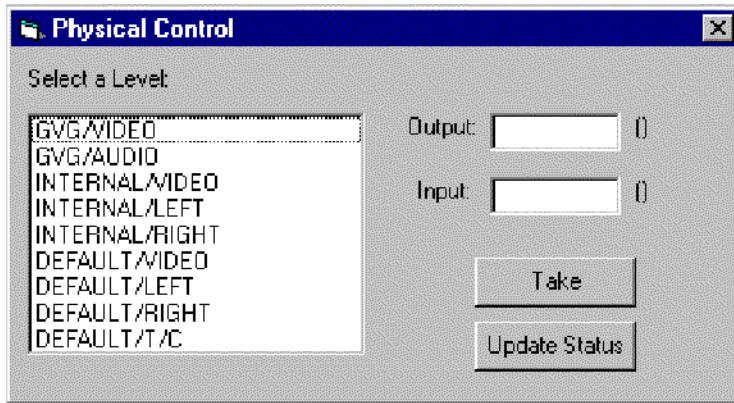 Physical Control
Select a Level:
GVG/VIDEO
GVG/AUDIO
INTERNAL/VIDEO
INTERNAL/LEFT
INTERNAL/RIGHT
DEFAULT/VIDEO
DEFAULT/LEFT
DEFAULT/RIGHT
DEFAULT/T/C
Output: ()
Input: ()
Take
Update Status